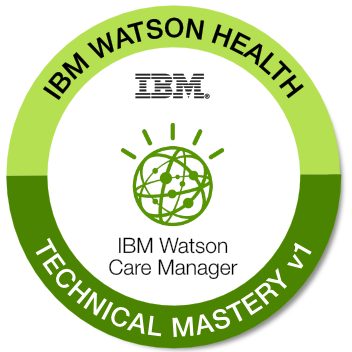 IBM WATSON HEALTH
IBM®
IBM Watson
Care Manager
TECHNICAL MASTERY v1